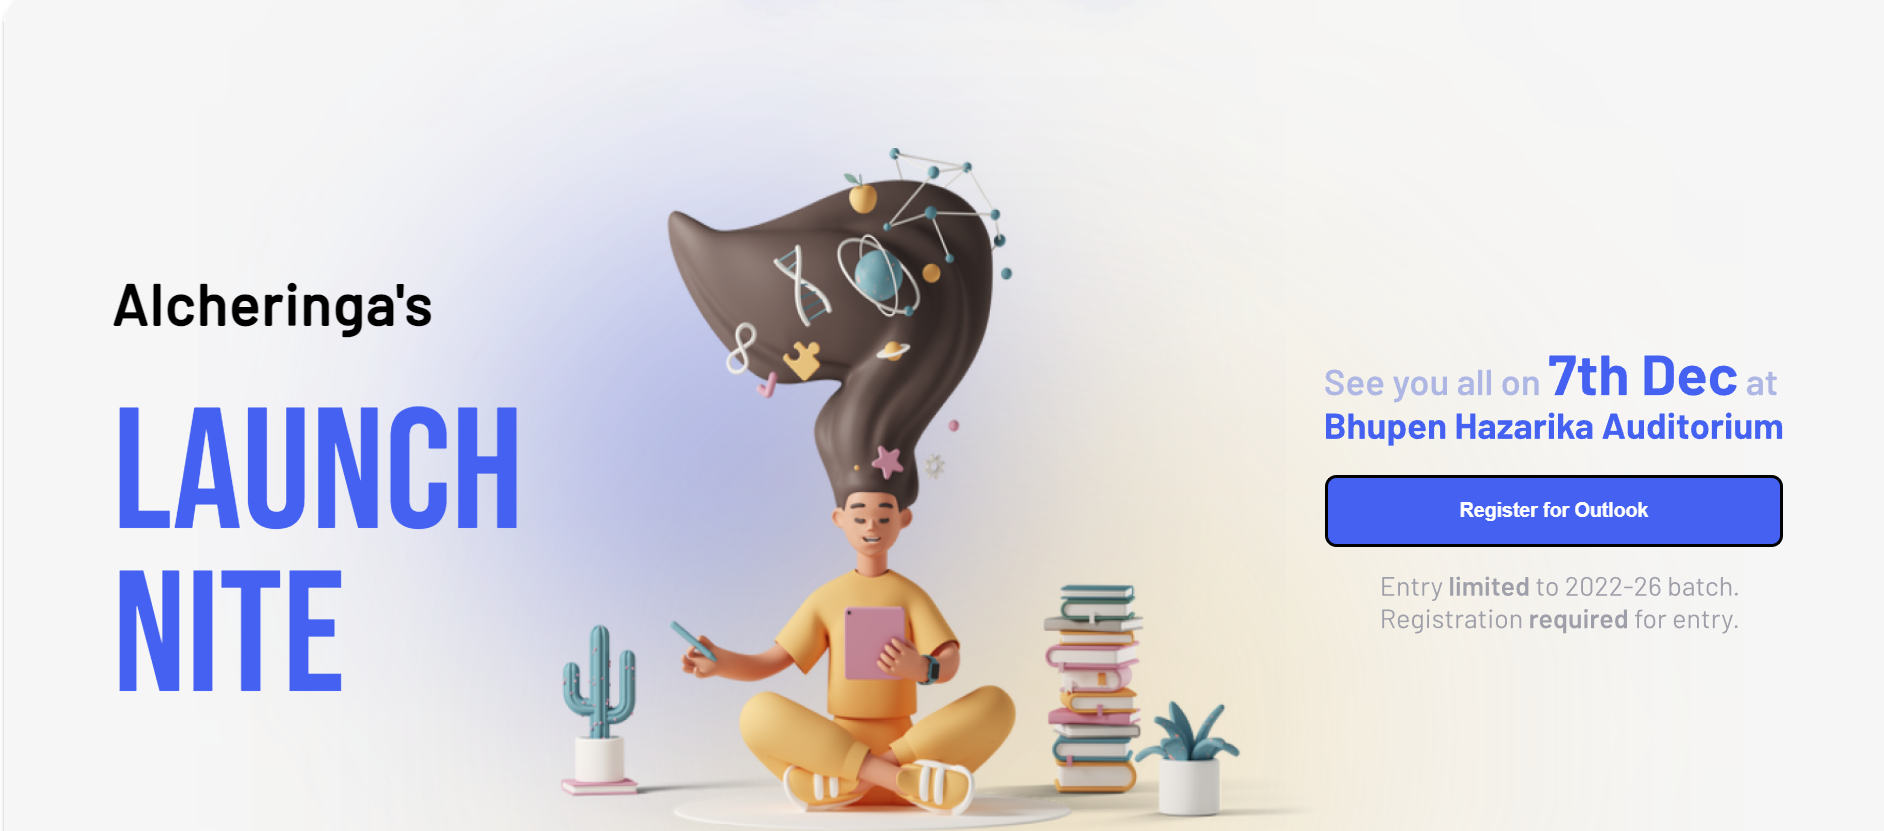 Alcheringa's
LAUNCH
NITE
See you all on 7th Dec at
Bhupen Hazarika Auditorium
Register for Outlook
Entry limited to 2022-26 batch.
Registration required for entry.